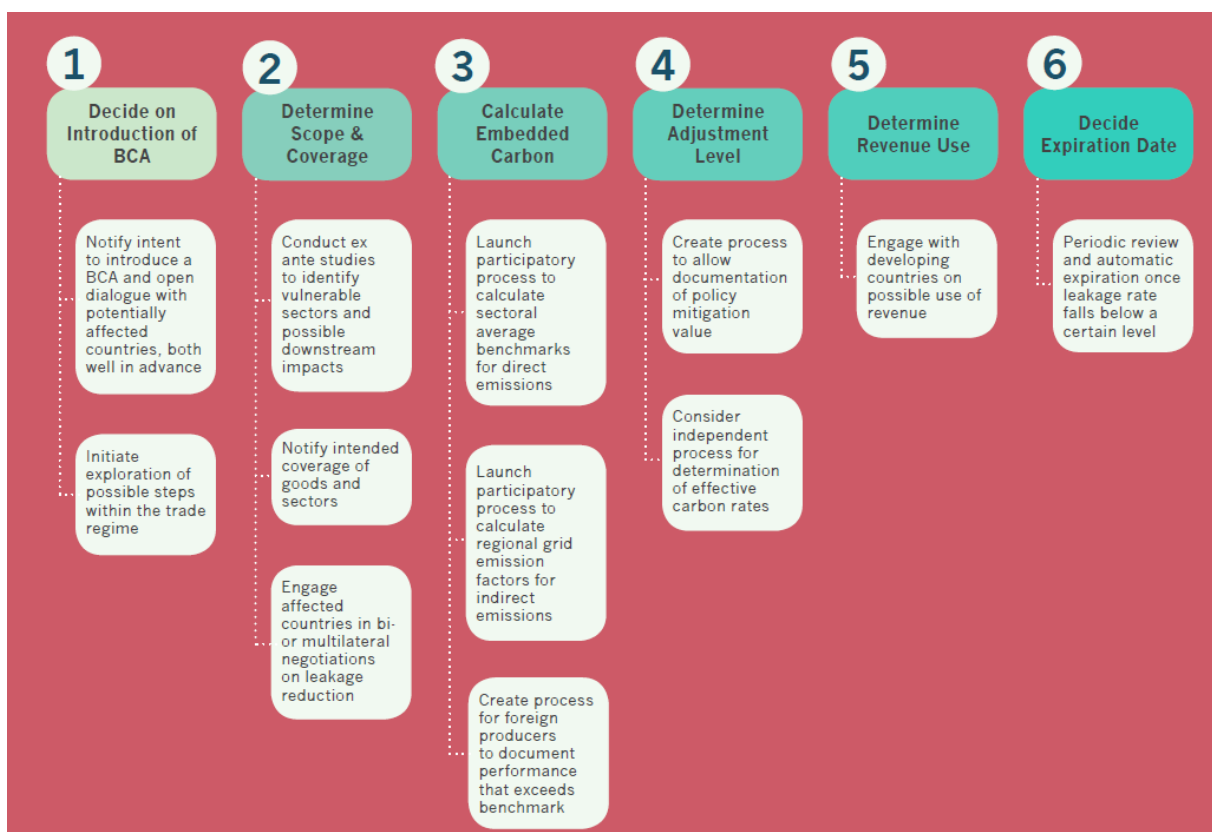 1
Decide on
Introduction of
BCA
Notify intent
to introduce a
BCA and open
dialogue with
potentially
affected
countries, both
well in advance
Initiate
exploration of
possible steps
within the trade
regime
2
Determine
Scope &
Coverage
Conduct ex
ante studies
to identify
vulnerable
sectors and
possible
downstream
impacts
Notify intended
coverage of
goods and
sectors
Engage
affected
countries in bi-
or multilateral
negotiations
on leakage
reduction
3
Calculate
Embedded
Carbon
Launch
participatory
process to
calculate
sectoral
average
benchmarks
for direct
emissions
Launch
participatory
process to
calculate
regional grid
emission
factors for
indirect
emissions
Create process
for foreign
producers
to document
performance
that exceeds
benchmark
4
Determine
Adjustment
Level
Create process
to allow
documentation
of policy
mitigation
value
Consider
independent
process for
determination
of effective
carbon rates
5
Determine
Revenue Use
Engage with
developing
countries on
possible use of
revenue
6
Decide
Expiration Date
Periodic review
and automatic
expiration once
leakage rate
falls below a
certain level